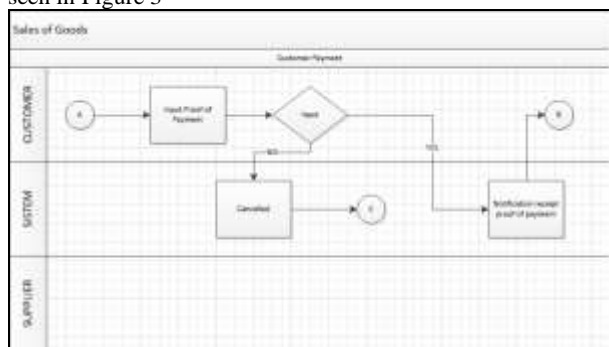 seen in Figure 3
Sales of Goods
Customer Payment
CUSTOMER
A
Input Proof of
Payment
NO
YES
SISTEM
Cancelled
Notification receipt
proof of payment
SUPPLIER